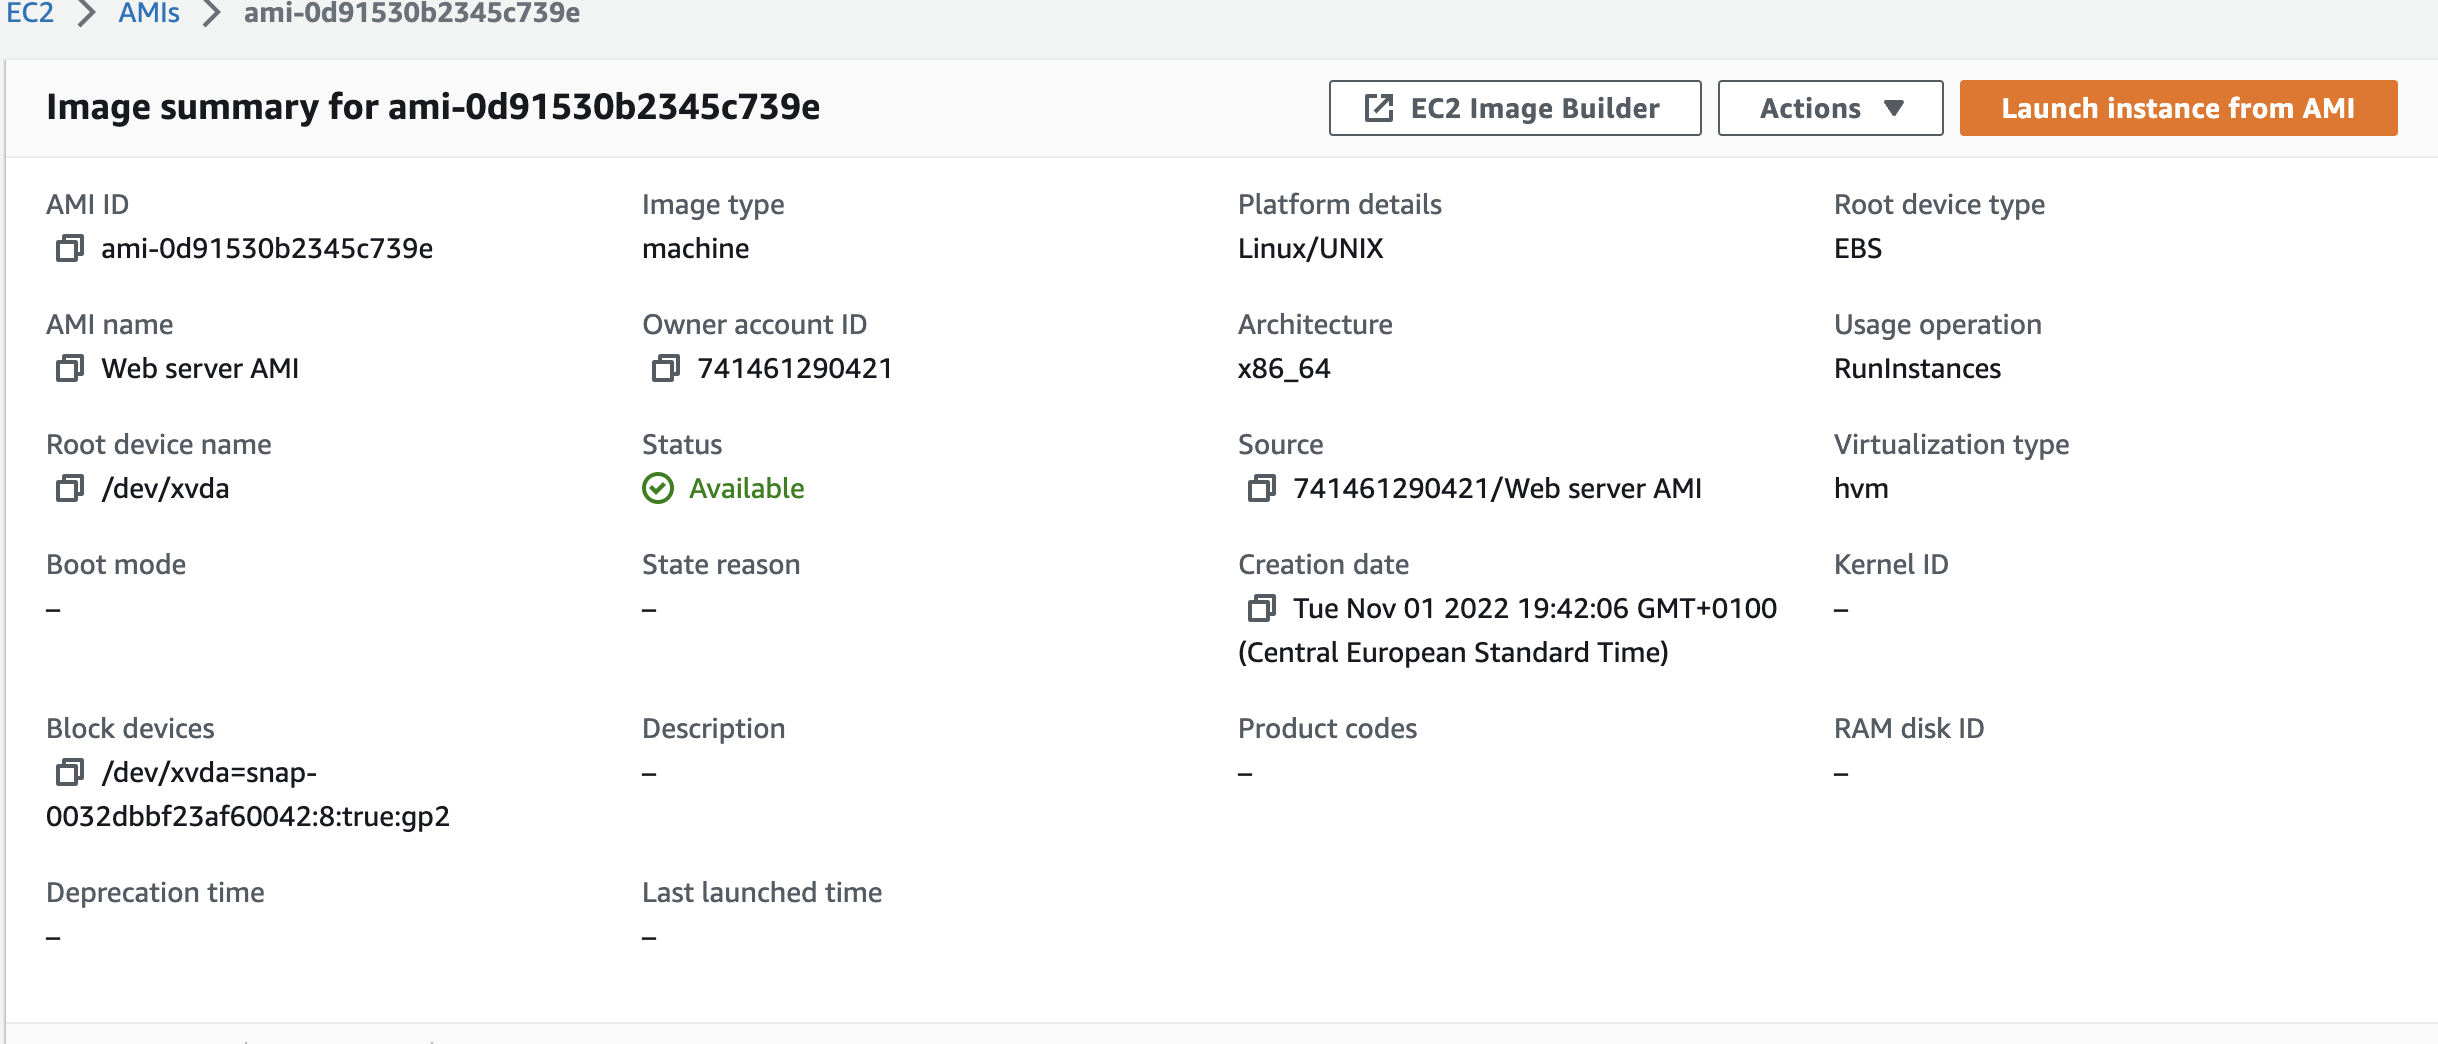 EC2 > AMIs > ami-0d91530b2345c739e
Image summary for ami-0d91530b2345c739e
EC2 Image Builder
Actions
Launch instance from AMI
AMI ID
ami-0d91530b2345c739e
Image type
machine
Platform details
Linux/UNIX
Root device type
EBS
AMI name
Web server AMI
Owner account ID
741461290421
Architecture
x86_64
Usage operation
RunInstances
Root device name
/dev/xvda
Status
Available
Source
741461290421/Web server AMI
Virtualization type
hvm
Boot mode
–
State reason
–
Creation date
Tue Nov 01 2022 19:42:06 GMT+0100
(Central European Standard Time)
Kernel ID
–
Block devices
/dev/xvda=snap-
0032dbbf23af60042:8:true:gp2
Description
–
Product codes
–
RAM disk ID
–
Deprecation time
–
Last launched time
–